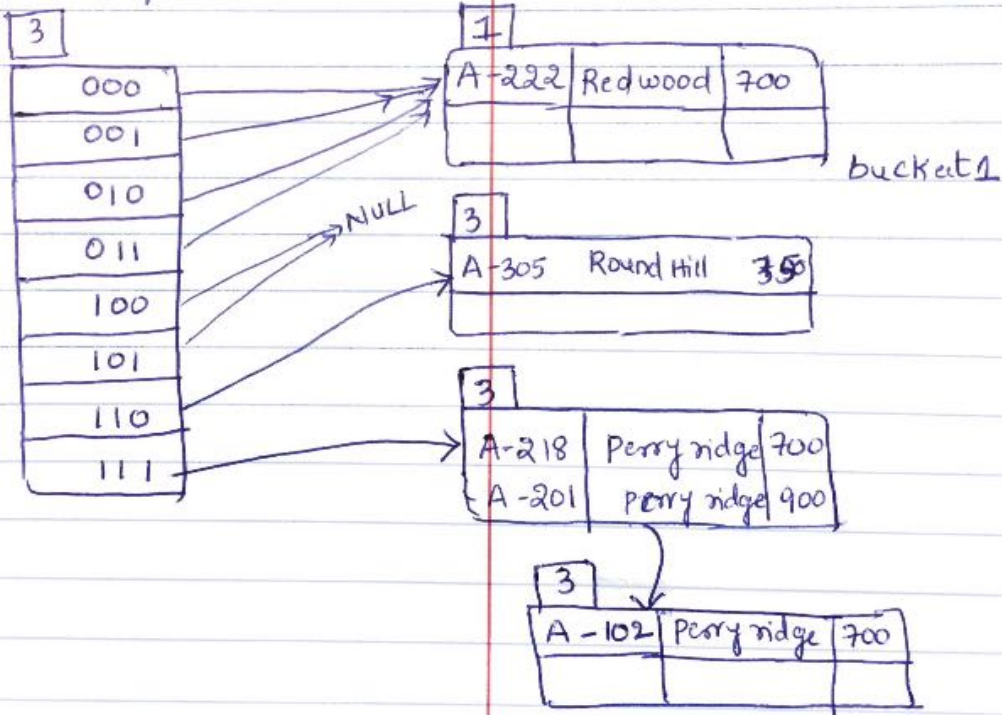 3
000
001
010
011
100
101
110
111
NULL
1
A-222 Redwood 700
bucket1
3
A-305 Round Hill 350
3
A-218 Perry ridge 700
A-201 perry ridge 900
3
A-102 perry ridge 700